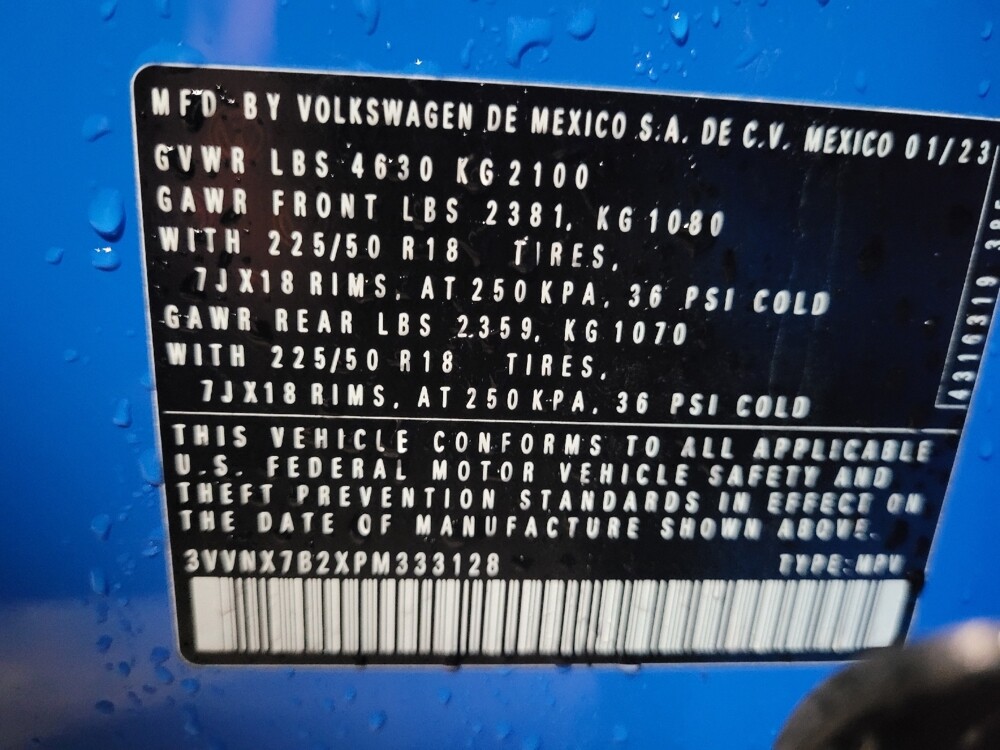 MFD BY VOLKSWAGEN DE MEXICO S.A. DE C.V. MEXICO 01/23
GVWR LBS 4630 KG 2100
GAWR FRONT LBS 2381, KG 1080
WITH 225/50 R18 TIRES,
7JX18 RIMS, AT 250 KPA, 36 PSI COLD
GAWR REAR LBS 2359, KG 1070
WITH 225/50 R18 TIRES,
7JX18 RIMS, AT 250 KPA, 36 PSI COLD
THIS VEHICLE CONFORMS TO ALL APPLICABLE
U.S. FEDERAL MOTOR VEHICLE SAFETY AND
THEFT PREVENTION STANDARDS IN EFFECT ON
THE DATE OF MANUFACTURE SHOWN ABOVE.
3VVNX7B2XPM333128 TYPE:MPV
4316319